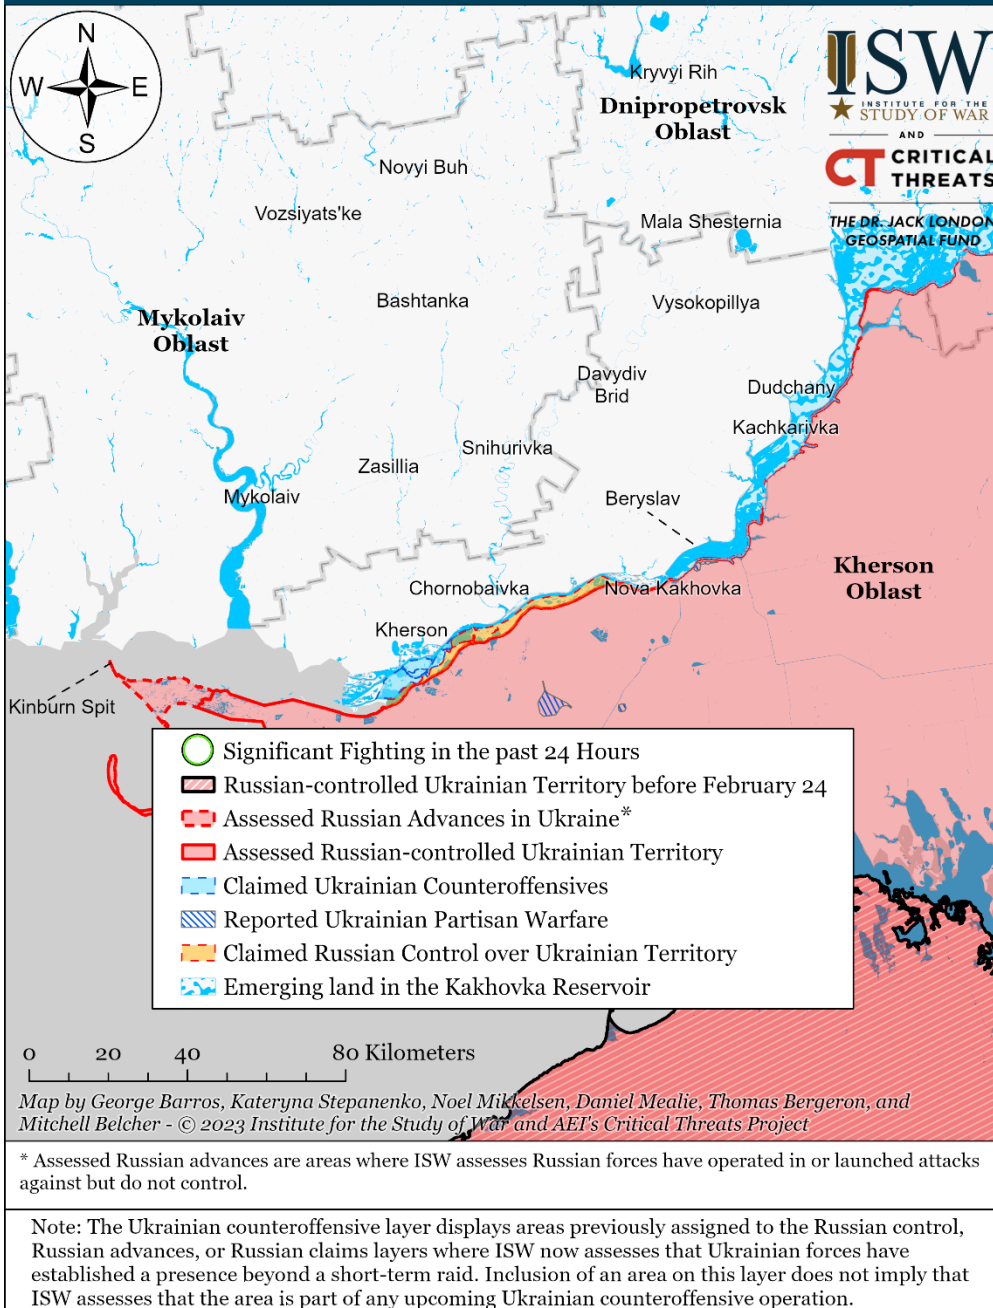 N
W
E
S
ISW
INSTITUTE FOR THE
STUDY OF WAR
AND
CT CRITICAL
THREATS
THE DR. JACK LONDON
GEOSPATIAL FUND
Kryvyi Rih
Dnipropetrovsk
Oblast
Novyi Buh
Vozsiyats'ke
Mala Shesternia
Bashtanka
Vysokopillya
Mykolaiv
Oblast
Davydiv
Brid
Dudchany
Kachkarivka
Snihurivka
Zasillia
Mykolaiv
Beryslav
Kherson
Oblast
Chornobaivka
Nova Kakhovka
Kherson
Kinburn Spit
Significant Fighting in the past 24 Hours
Russian-controlled Ukrainian Territory before February 24
Assessed Russian Advances in Ukraine*
Assessed Russian-controlled Ukrainian Territory
Claimed Ukrainian Counteroffensives
Reported Ukrainian Partisan Warfare
Claimed Russian Control over Ukrainian Territory
Emerging land in the Kakhovka Reservoir
0 20 40 80 Kilometers
Map by George Barros, Kateryna Stepanenko, Noel Mikkelsen, Daniel Mealie, Thomas Bergeron, and
Mitchell Belcher - © 2023 Institute for the Study of War and AEI's Critical Threats Project
* Assessed Russian advances are areas where ISW assesses Russian forces have operated in or launched attacks
against but do not control.
Note: The Ukrainian counteroffensive layer displays areas previously assigned to the Russian control,
Russian advances, or Russian claims layers where ISW now assesses that Ukrainian forces have
established a presence beyond a short-term raid. Inclusion of an area on this layer does not imply that
ISW assesses that the area is part of any upcoming Ukrainian counteroffensive operation.